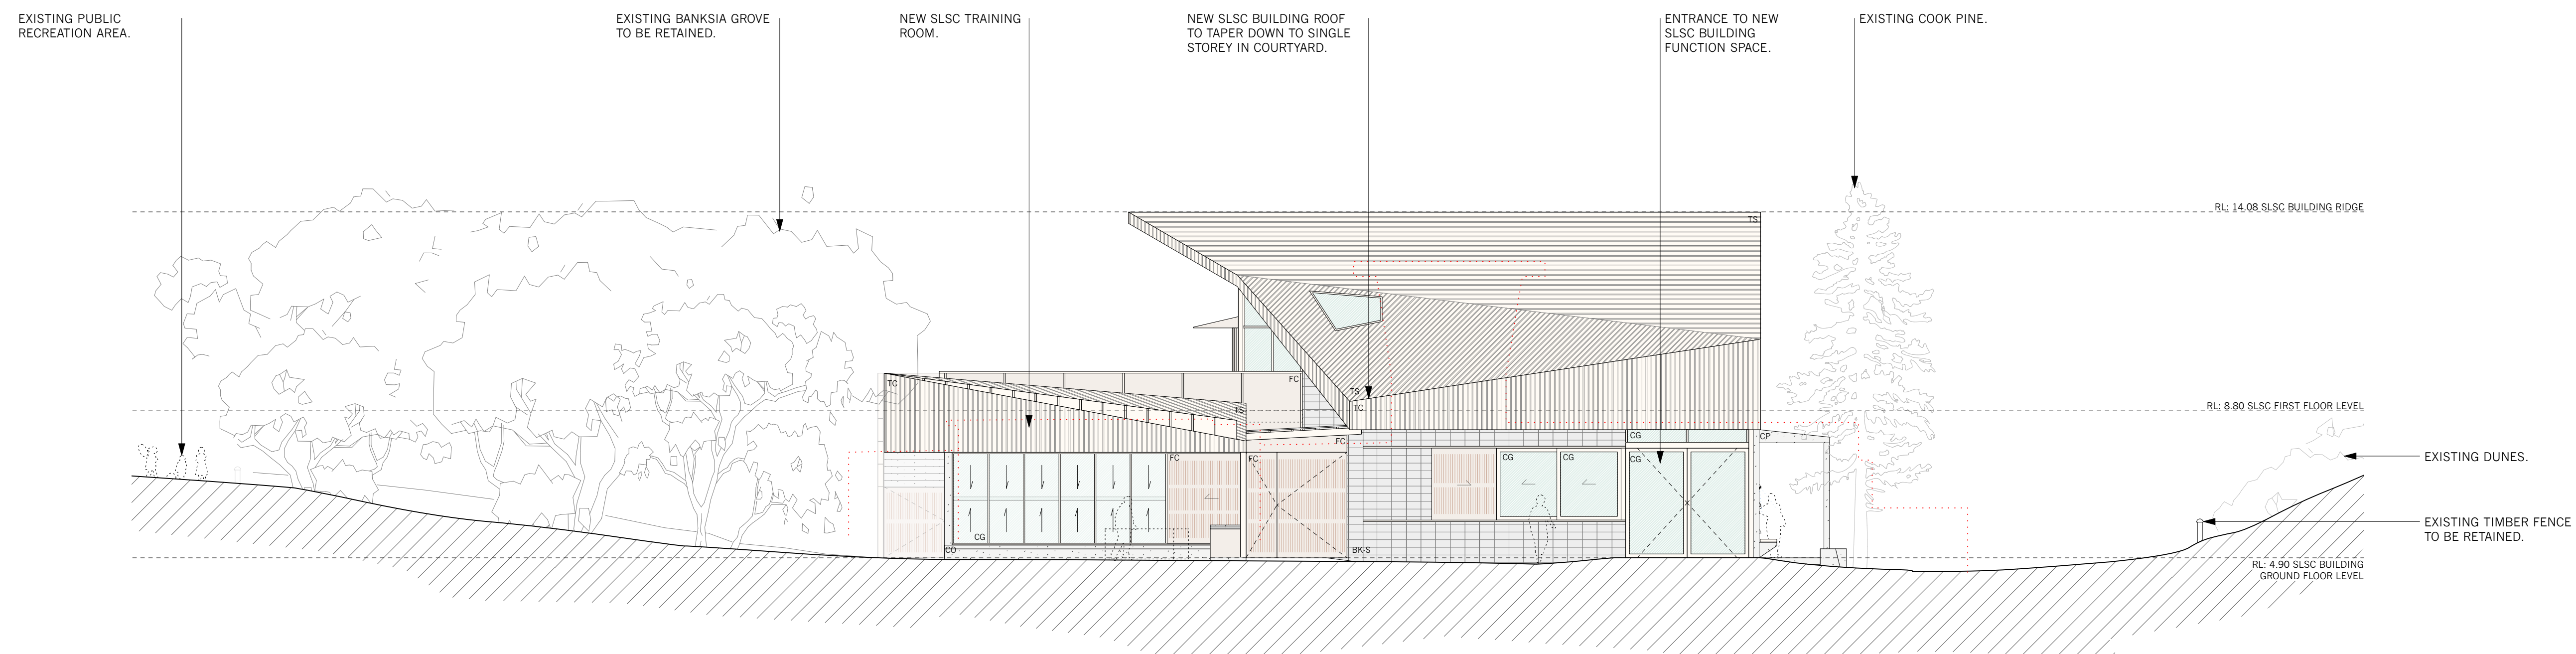 EXISTING PUBLIC
RECREATION AREA.
EXISTING BANKSIA GROVE
TO BE RETAINED.
NEW SLSC TRAINING
ROOM.
NEW SLSC BUILDING ROOF
TO TAPER DOWN TO SINGLE
STOREY IN COURTYARD.
ENTRANCE TO NEW
SLSC BUILDING
FUNCTION SPACE.
EXISTING COOK PINE.
RL: 14.08 SLSC BUILDING RIDGE
TS
FC
TC
TS
TS
TC
RL: 8.80 SLSC FIRST FLOOR LEVEL
FC
CG
CP
FC
FC
CG
CG
CG
EXISTING DUNES.
EXISTING TIMBER FENCE
TO BE RETAINED.
CG
CO
BK-S
RL: 4.90 SLSC BUILDING
GROUND FLOOR LEVEL